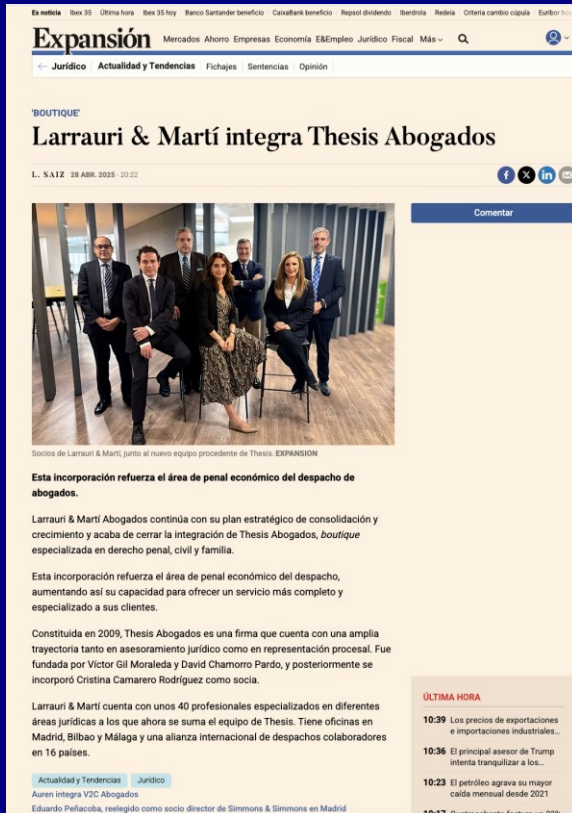 Es noticia Ibex 35 Última hora Ibex 35 hoy Banco Santander beneficio CaixaBank beneficio Repsol dividendo Iberdrola Redeia Criteria cambio cúpula Euribor
Expansión Mercados Ahorro Empresas Economía E&Empleo Jurídico Fiscal Más
← Jurídico Actualidad y Tendencias Fichajes Sentencias Opinión
'BOUTIQUE'
Larrauri & Martí integra Thesis Abogados
L. SAIZ 28 ABR. 2025 - 20:22
Comentar
Socios de Larrauri & Martí, junto al nuevo equipo procedente de Thesis. EXPANSION
Esta incorporación refuerza el área de penal económico del despacho de
abogados.
Larrauri & Martí Abogados continúa con su plan estratégico de consolidación y
crecimiento y acaba de cerrar la integración de Thesis Abogados, boutique
especializada en derecho penal, civil y familia.
Esta incorporación refuerza el área de penal económico del despacho,
aumentando así su capacidad para ofrecer un servicio más completo y
especializado a sus clientes.
Constituida en 2009, Thesis Abogados es una firma que cuenta con una amplia
trayectoria tanto en asesoramiento jurídico como en representación procesal. Fue
fundada por Víctor Gil Moraleda y David Chamorro Pardo, y posteriormente se
incorporó Cristina Camarero Rodríguez como socia.
Larrauri & Martí cuenta con unos 40 profesionales especializados en diferentes
áreas jurídicas a los que ahora se suma el equipo de Thesis. Tiene oficinas en
Madrid, Bilbao y Málaga y una alianza internacional de despachos colaboradores
en 16 países.
Actualidad y Tendencias Jurídico
Auren integra V2C Abogados
Eduardo Peñacoba, reelegido como socio director de Simmons & Simmons en Madrid
ÚLTIMA HORA
10:39 Los precios de exportaciones
e importaciones industriales...
10:36 El principal asesor de Trump
intenta tranquilizar a los...
10:23 El petróleo agrava su mayor
caída mensual desde 2021